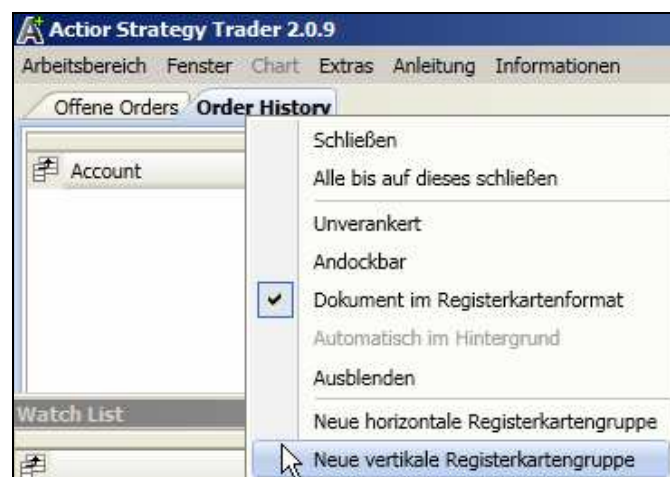 Actior Strategy Trader 2.0.9
Arbeitsbereich Fenster Chart Extras Anleitung Informationen
Offene Orders Order History
Schließen
Account
Alle bis auf dieses schließen
Unverankert
Andockbar
Dokument im Registerkartenformat
Automatisch im Hintergrund
Ausblenden
Watch List
Neue horizontale Registerkartengruppe
Neue vertikale Registerkartengruppe